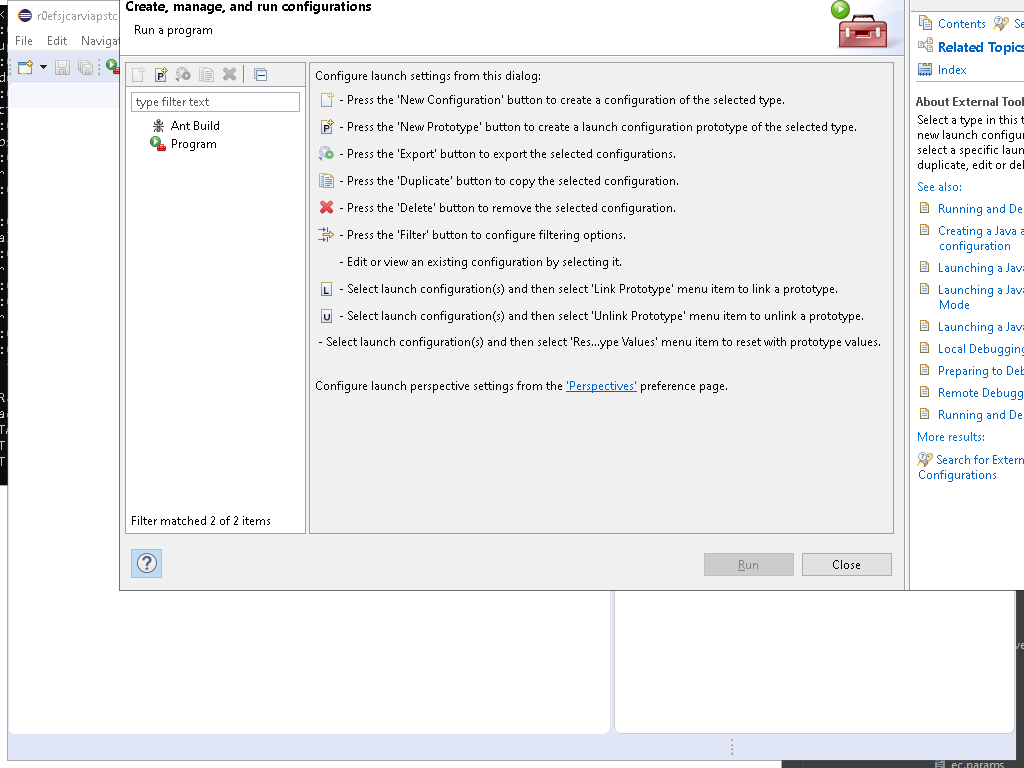 r0efsjcarviapstc
File Edit Naviga
Create, manage, and run configurations
Run a program
type filter text
Ant Build
Program
Filter matched 2 of 2 items
Configure launch settings from this dialog:
- Press the 'New Configuration' button to create a configuration of the selected type.
- Press the 'New Prototype' button to create a launch configuration prototype of the selected type.
- Press the 'Export' button to export the selected configurations.
- Press the 'Duplicate' button to copy the selected configuration.
- Press the 'Delete' button to remove the selected configuration.
- Press the 'Filter' button to configure filtering options.
- Edit or view an existing configuration by selecting it.
- Select launch configuration(s) and then select 'Link Prototype' menu item to link a prototype.
- Select launch configuration(s) and then select 'Unlink Prototype' menu item to unlink a prototype.
- Select launch configuration(s) and then select 'Res...ype Values' menu item to reset with prototype values.
Configure launch perspective settings from the 'Perspectives' preference page.
Run Close
Contents Se
Related Topics
Index
About External Tool
Select a type in this t
new launch configur
select a specific laun
duplicate, edit or del
See also:
Running and De
Creating a Java a
configuration
Launching a Java
Launching a Java
Mode
Launching a Java
Local Debugging
Preparing to Deb
Remote Debugg
Running and De
More results:
Search for Extern
Configurations
ec.params